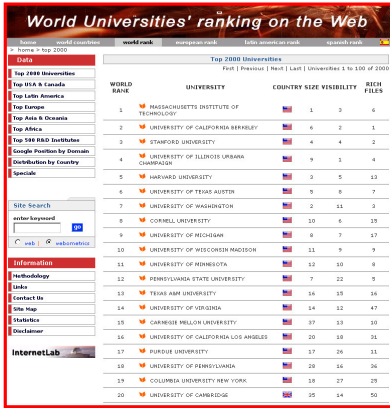 World Universities' ranking on the Web
home world countries world rank european rank latin american rank spanish rank
> home > top 2000
Data
Top 2000 Universities
Top USA & Canada
Top Latin America
Top Europe
Top Asia & Oceania
Top Africa
Top 500 R&D Institutes
Google Position by Domain
Distribution by Country
Specials
Site Search
enter keyword
go
web | webometrics
Information
Methodology
Links
Contact Us
Site Map
Statistics
Disclaimer
InternetLab
Top 2000 Universities
First | Previous | Next | Last | Universities 1 to 100 of 2000
WORLD RANK UNIVERSITY COUNTRY SIZE VISIBILITY RICH FILES
1 MASSACHUSETTS INSTITUTE OF TECHNOLOGY 1 3 6
2 UNIVERSITY OF CALIFORNIA BERKELEY 6 2 1
3 STANFORD UNIVERSITY 4 4 2
4 UNIVERSITY OF ILLINOIS URBANA CHAMPAIGN 9 1 4
5 HARVARD UNIVERSITY 3 5 13
6 UNIVERSITY OF TEXAS AUSTIN 5 8 7
7 UNIVERSITY OF WASHINGTON 2 11 3
8 CORNELL UNIVERSITY 10 6 15
9 UNIVERSITY OF MICHIGAN 8 7 17
10 UNIVERSITY OF WISCONSIN MADISON 11 9 9
11 UNIVERSITY OF MINNESOTA 12 10 8
12 PENNSYLVANIA STATE UNIVERSITY 7 22 5
13 TEXAS A&M UNIVERSITY 16 15 16
14 UNIVERSITY OF VIRGINIA 14 12 47
15 CARNEGIE MELLON UNIVERSITY 37 13 10
16 UNIVERSITY OF CALIFORNIA LOS ANGELES 20 18 31
17 PURDUE UNIVERSITY 17 26 11
18 UNIVERSITY OF PENNSYLVANIA 28 16 36
19 COLUMBIA UNIVERSITY NEW YORK 18 27 25
20 UNIVERSITY OF CAMBRIDGE 35 14 50